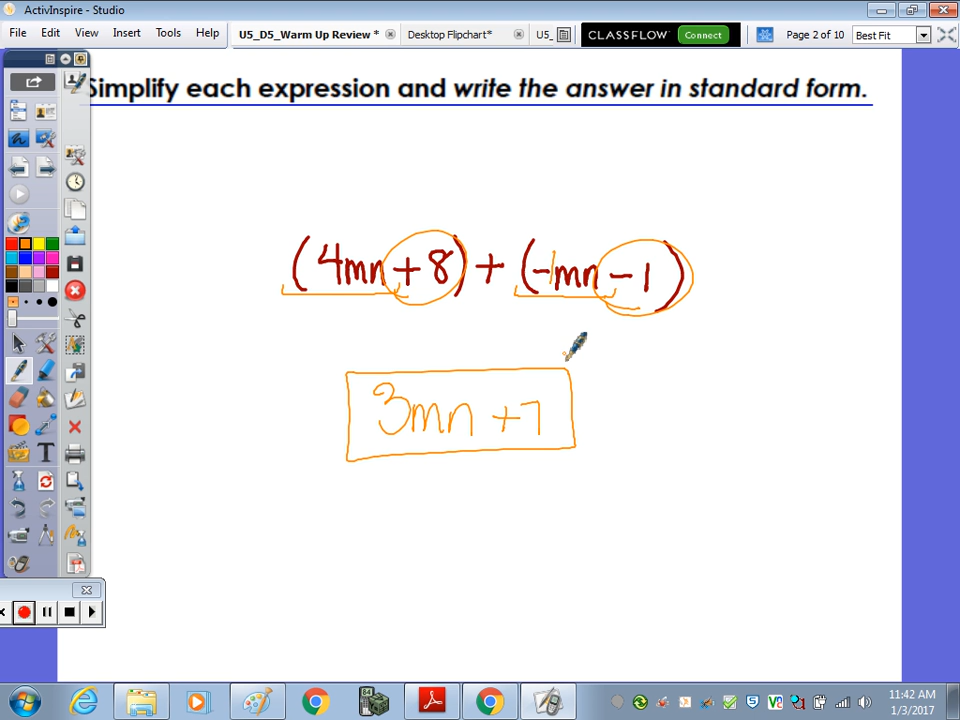 ActivInspire - Studio
File Edit View Insert Tools Help U5_D5_Warm Up Review * Desktop Flipchart* U5_ CLASSFLOW Connect Page 2 of 10 Best Fit
Simplify each expression and write the answer in standard form.
(4mn + 8) + (-1mn - 1)
3mn + 7
11:42 AM
1/3/2017